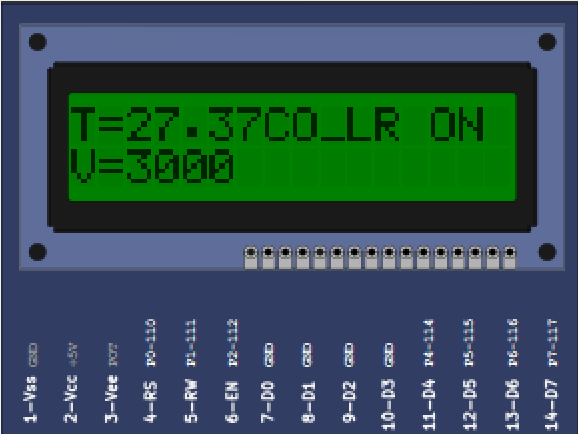 T=27.37CO_LR ON
V=3000
1-Vss GND
2-Vcc +5V
3-Vee POT
4-RS P0-110
5-RW P1-111
6-EN P2-112
7-D0 GND
8-D1 GND
9-D2 GND
10-D3 GND
11-D4 P4-114
12-D5 P5-115
13-D6 P6-116
14-D7 P7-117